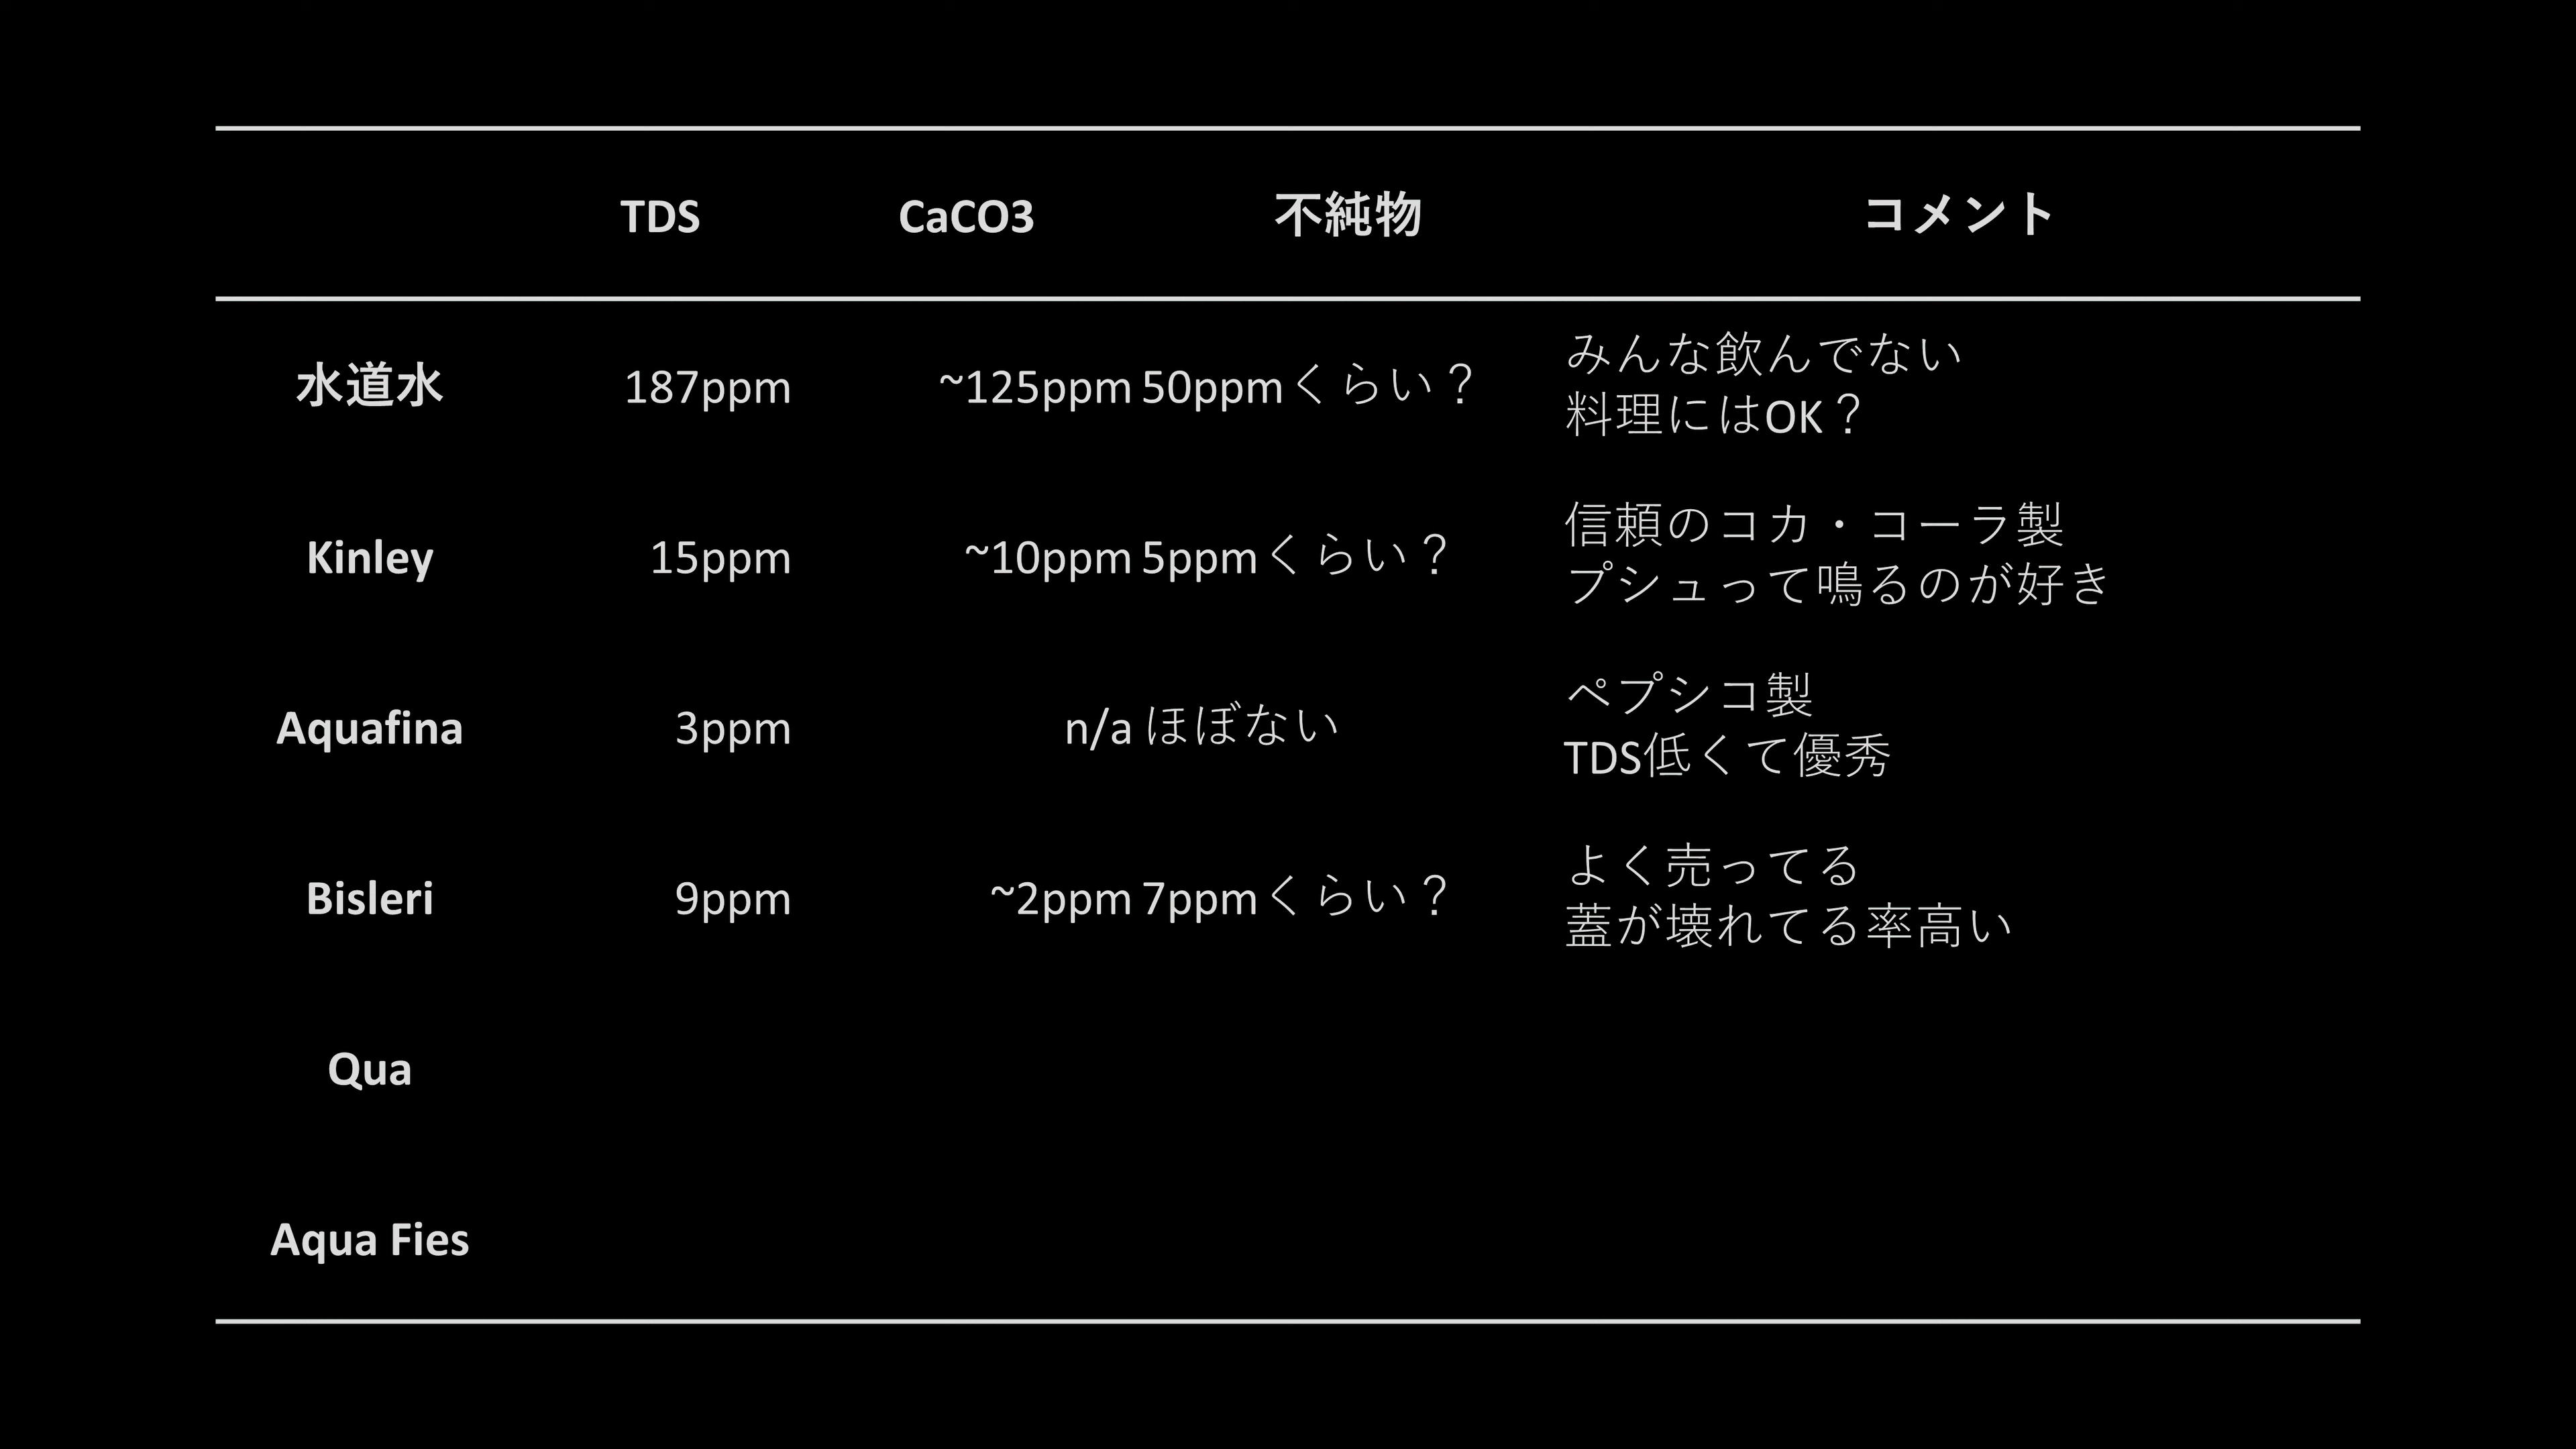 TDS CaCO3 不純物 コメント
水道水 187ppm ~125ppm 50ppmくらい？ みんな飲んでない
料理にはOK？
Kinley 15ppm ~10ppm 5ppmくらい？ 信頼のコカ・コーラ製
プシュって鳴るのが好き
Aquafina 3ppm n/a ほぼない ペプシコ製
TDS低くて優秀
Bisleri 9ppm ~2ppm 7ppmくらい？ よく売ってる
蓋が壊れてる率高い
Qua
Aqua Fies